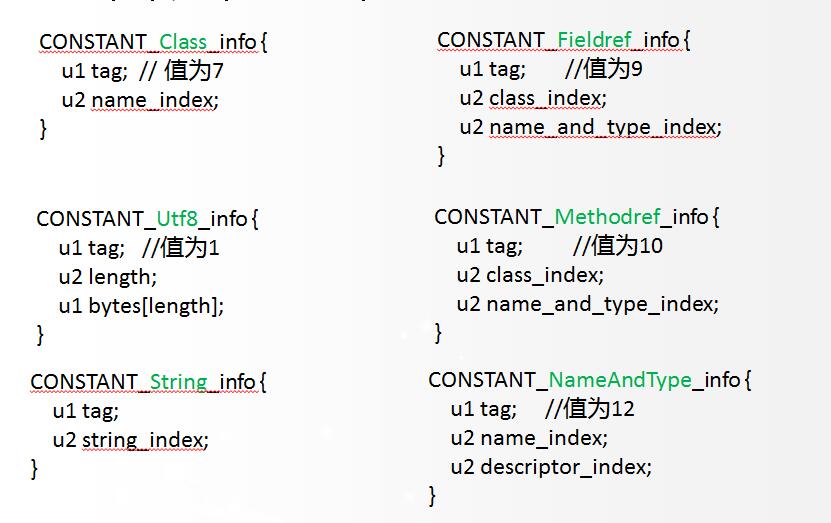 CONSTANT_Class_info{
u1 tag; // 值为7
u2 name_index;
}
CONSTANT_Utf8_info{
u1 tag; //值为1
u2 length;
u1 bytes[length];
}
CONSTANT_String_info{
u1 tag;
u2 string_index;
}
CONSTANT_Fieldref_info{
u1 tag; //值为9
u2 class_index;
u2 name_and_type_index;
}
CONSTANT_Methodref_info{
u1 tag; //值为10
u2 class_index;
u2 name_and_type_index;
}
CONSTANT_NameAndType_info{
u1 tag; //值为12
u2 name_index;
u2 descriptor_index;
}